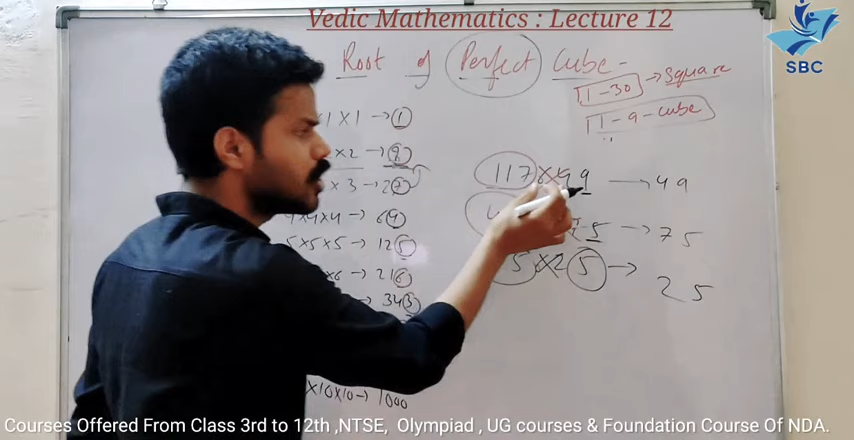 Vedic Mathematics : Lecture 12
SBC
Root of Perfect Cube -
1 - 30 → Square
1 - 9 - cube
×1×1 → 1
×2 → 8
×3 → 27
4×4×4 → 64
5×5×5 → 125
×6 → 216
→ 343
×10×10 → 1000
117 → 49
5 → 75
5 25 → 25
Courses Offered From Class 3rd to 12th ,NTSE, Olympiad , UG courses & Foundation Course Of NDA.